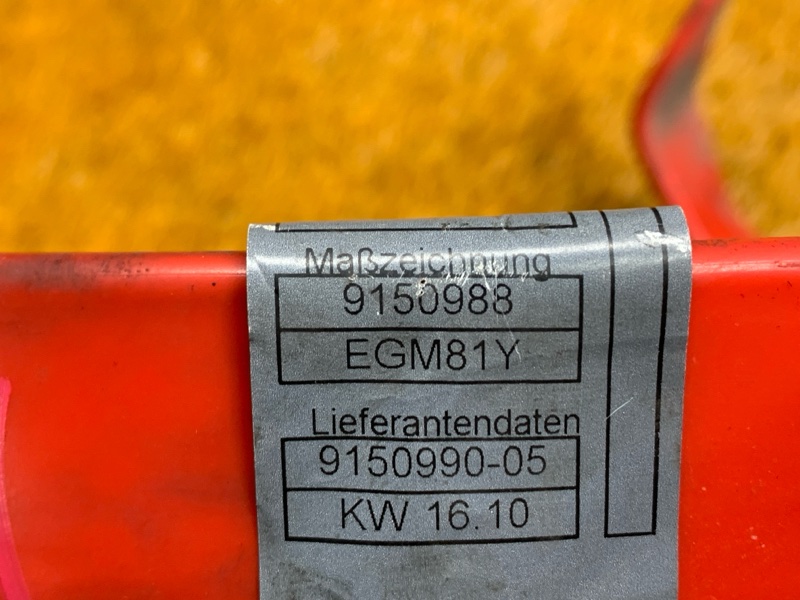 Maßzeichnung
9150988
EGM81Y
Lieferantendaten
9150990-05
KW 16.10